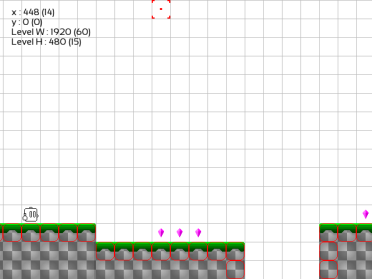 x : 448 (14)
y : 0 (0)
Level W : 1920 (60)
Level H : 480 (15)